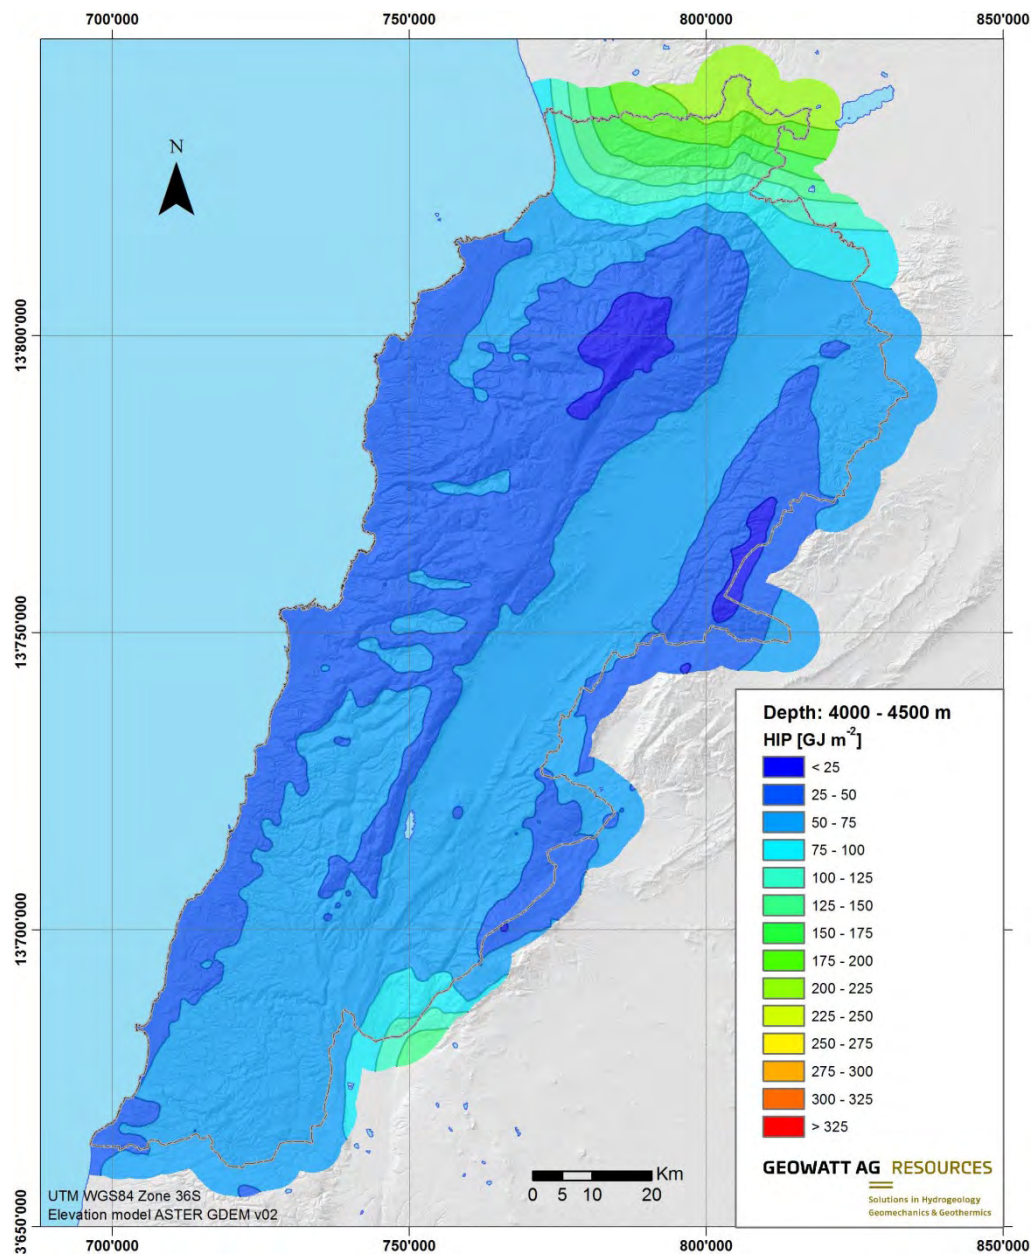 700'000 750'000 800'000 850'000
N
13'800'000
13'750'000
13'700'000
13'650'000
Depth: 4000 - 4500 m
HIP [GJ m⁻²]
< 25
25 - 50
50 - 75
75 - 100
100 - 125
125 - 150
150 - 175
175 - 200
200 - 225
225 - 250
250 - 275
275 - 300
300 - 325
> 325
GEOWATT AG RESOURCES
Solutions in Hydrogeology
Geomechanics & Geothermics
Km
0 5 10 20
UTM WGS84 Zone 36S
Elevation model ASTER GDEM v02
700'000 750'000 800'000 850'000